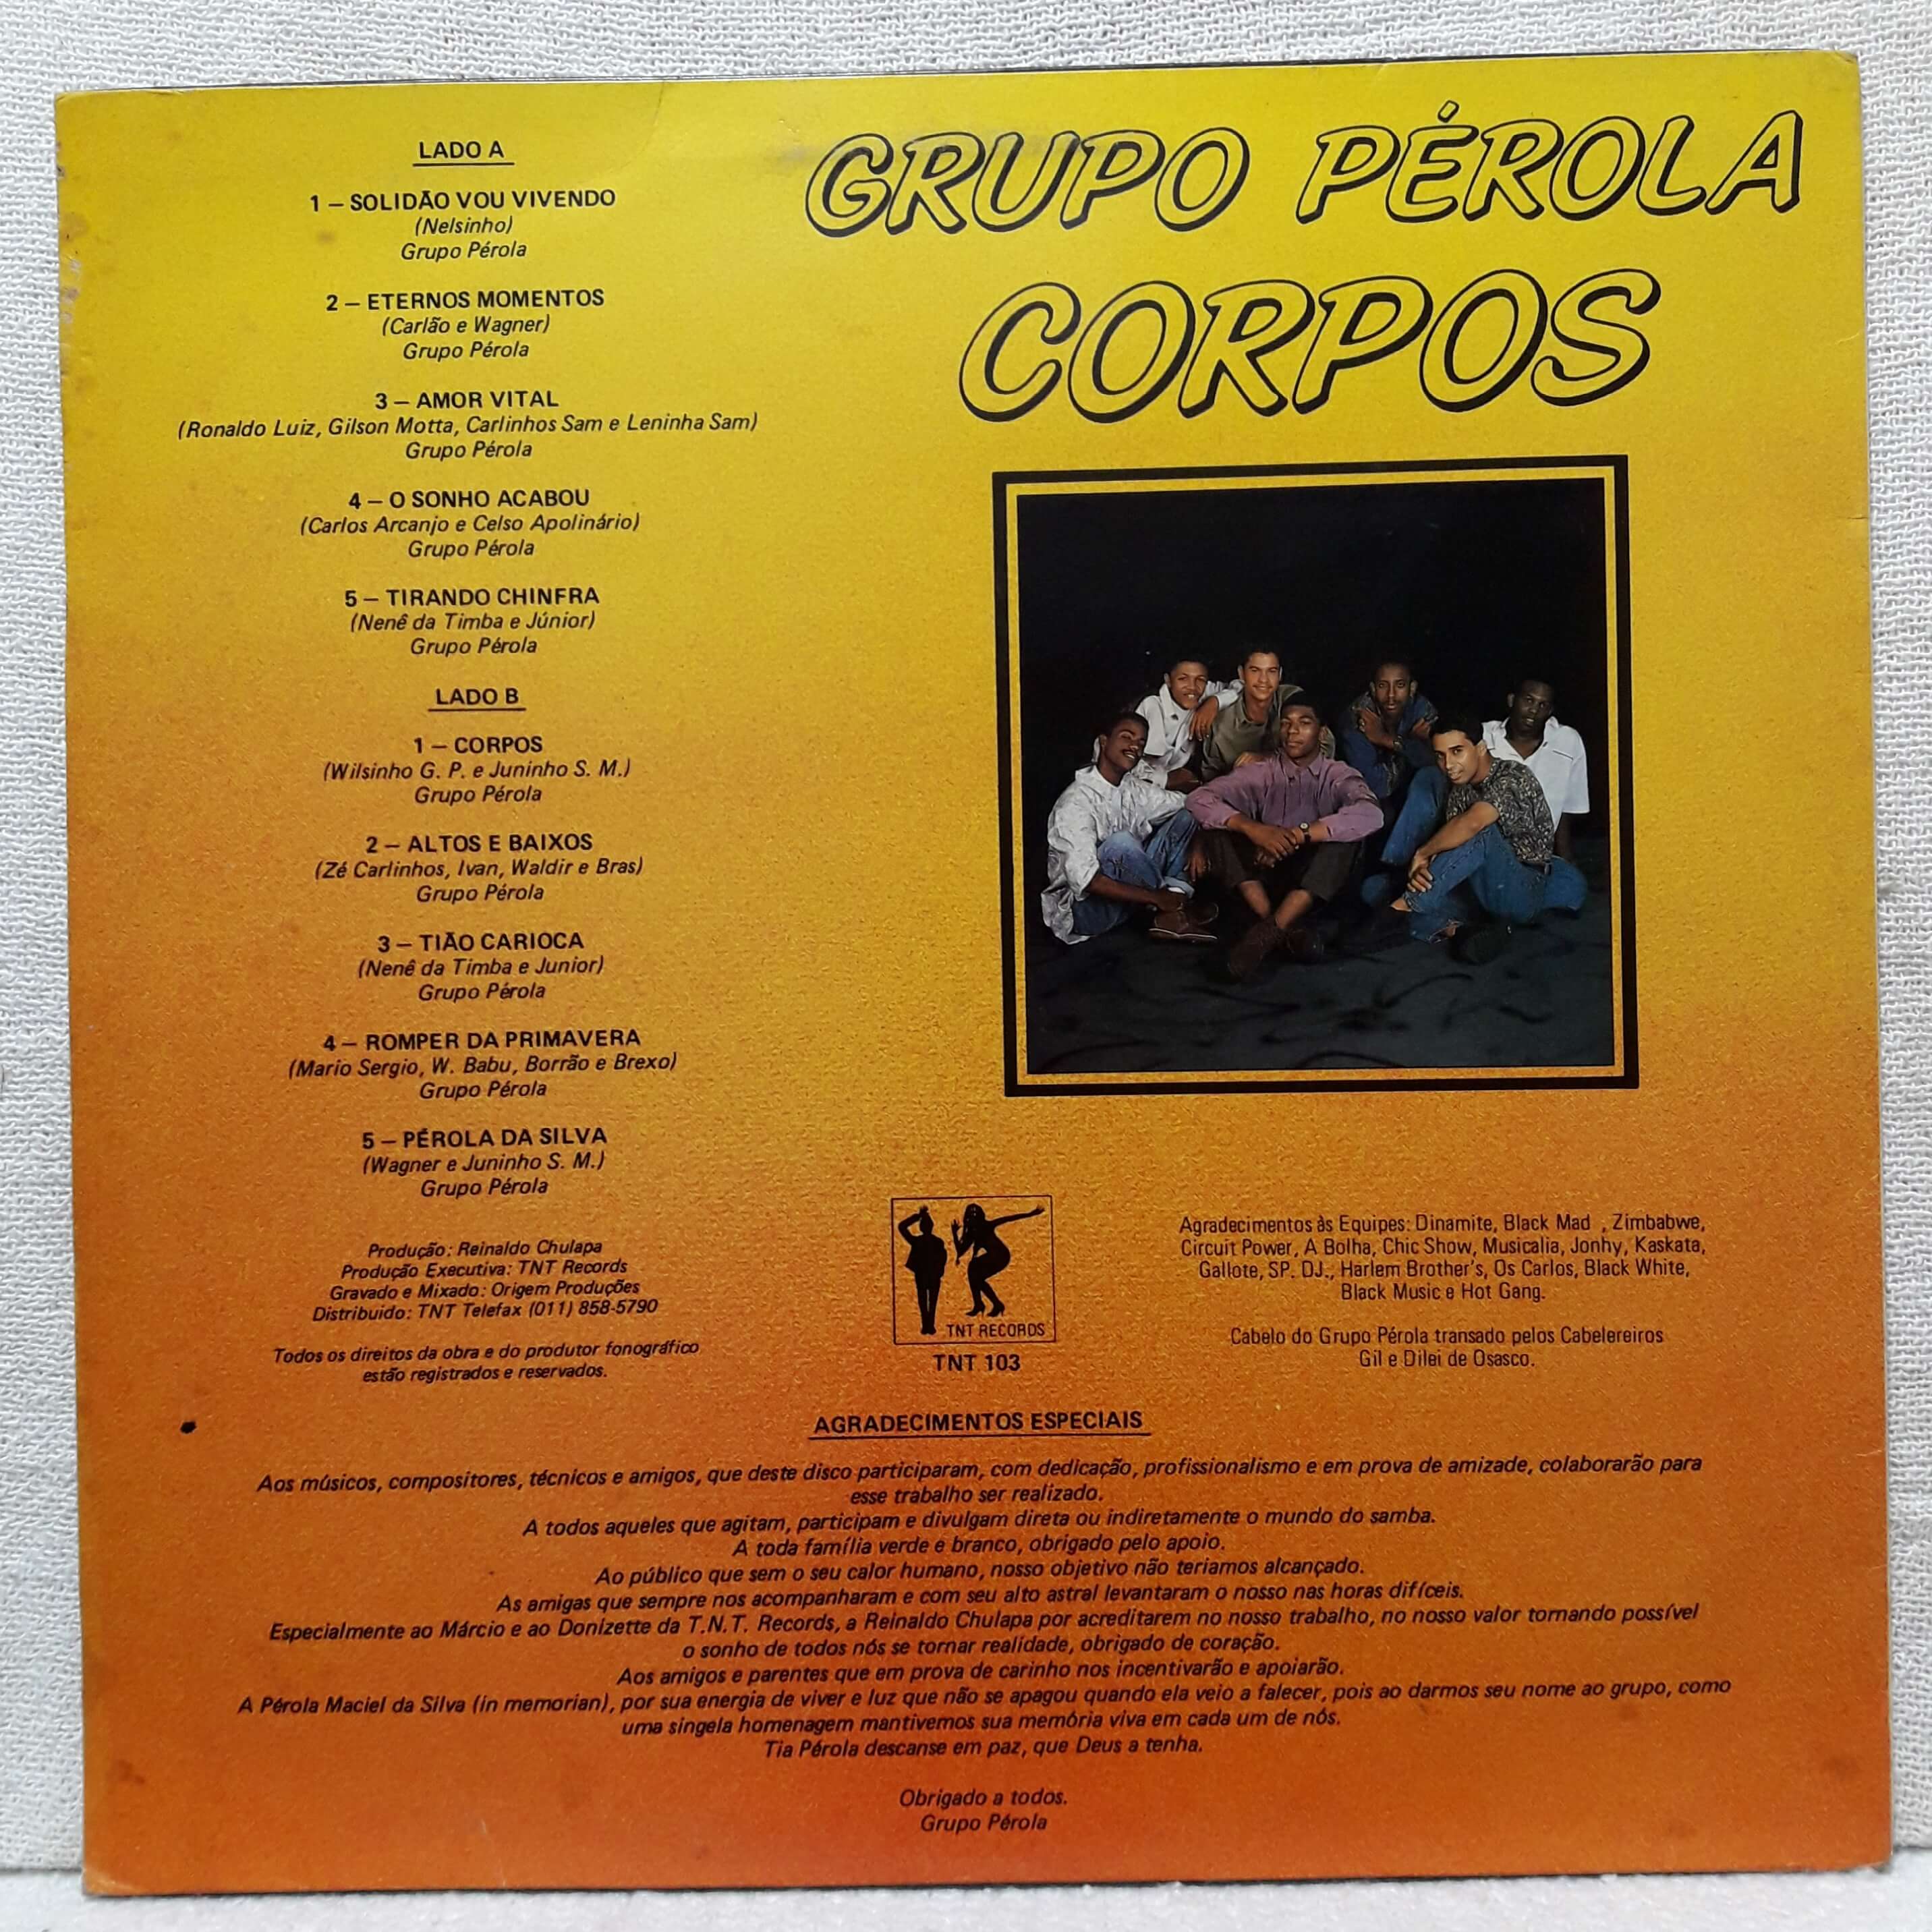 GRUPO PÉROLA
CORPOS
LADO A
1 – SOLIDÃO VOU VIVENDO
(Nelsinho)
Grupo Pérola
2 – ETERNOS MOMENTOS
(Carlão e Wagner)
Grupo Pérola
3 – AMOR VITAL
(Ronaldo Luiz, Gilson Motta, Carlinhos Sam e Leninha Sam)
Grupo Pérola
4 – O SONHO ACABOU
(Carlos Arcanjo e Celso Apolinário)
Grupo Pérola
5 – TIRANDO CHINFRA
(Nenê da Timba e Júnior)
Grupo Pérola
LADO B
1 – CORPOS
(Wilsinho G. P. e Juninho S. M.)
Grupo Pérola
2 – ALTOS E BAIXOS
(Zé Carlinhos, Ivan, Waldir e Bras)
Grupo Pérola
3 – TIÃO CARIOCA
(Nenê da Timba e Junior)
Grupo Pérola
4 – ROMPER DA PRIMAVERA
(Mario Sergio, W. Babu, Borrão e Brexo)
Grupo Pérola
5 – PÉROLA DA SILVA
(Wagner e Juninho S. M.)
Grupo Pérola
Produção: Reinaldo Chulapa
Produção Executiva: TNT Records
Gravado e Mixado: Origem Produções
Distribuido: TNT Telefax (011) 858-5790
Todos os direitos da obra e do produtor fonográfico
estão registrados e reservados.
TNT RECORDS
TNT 103
Agradecimentos às Equipes: Dinamite, Black Mad , Zimbabwe,
Circuit Power, A Bolha, Chic Show, Musicalia, Jonhy, Kaskata,
Gallote, SP. DJ., Harlem Brother's, Os Carlos, Black White,
Black Music e Hot Gang.
Cabelo do Grupo Pérola transado pelos Cabelereiros
Gil e Dilei de Osasco.
AGRADECIMENTOS ESPECIAIS
Aos músicos, compositores, técnicos e amigos, que deste disco participaram, com dedicação, profissionalismo e em prova de amizade, colaborarão para
esse trabalho ser realizado.
A todos aqueles que agitam, participam e divulgam direta ou indiretamente o mundo do samba.
A toda família verde e branco, obrigado pelo apoio.
Ao público que sem o seu calor humano, nosso objetivo não teriamos alcançado.
As amigas que sempre nos acompanharam e com seu alto astral levantaram o nosso nas horas difíceis.
Especialmente ao Márcio e ao Donizette da T.N.T. Records, a Reinaldo Chulapa por acreditarem no nosso trabalho, no nosso valor tornando possível
o sonho de todos nós se tornar realidade, obrigado de coração.
Aos amigos e parentes que em prova de carinho nos incentivarão e apoiarão.
A Pérola Maciel da Silva (in memorian), por sua energia de viver e luz que não se apagou quando ela veio a falecer, pois ao darmos seu nome ao grupo, como
uma singela homenagem mantivemos sua memória viva em cada um de nós.
Tia Pérola descanse em paz, que Deus a tenha.
Obrigado a todos.
Grupo Pérola